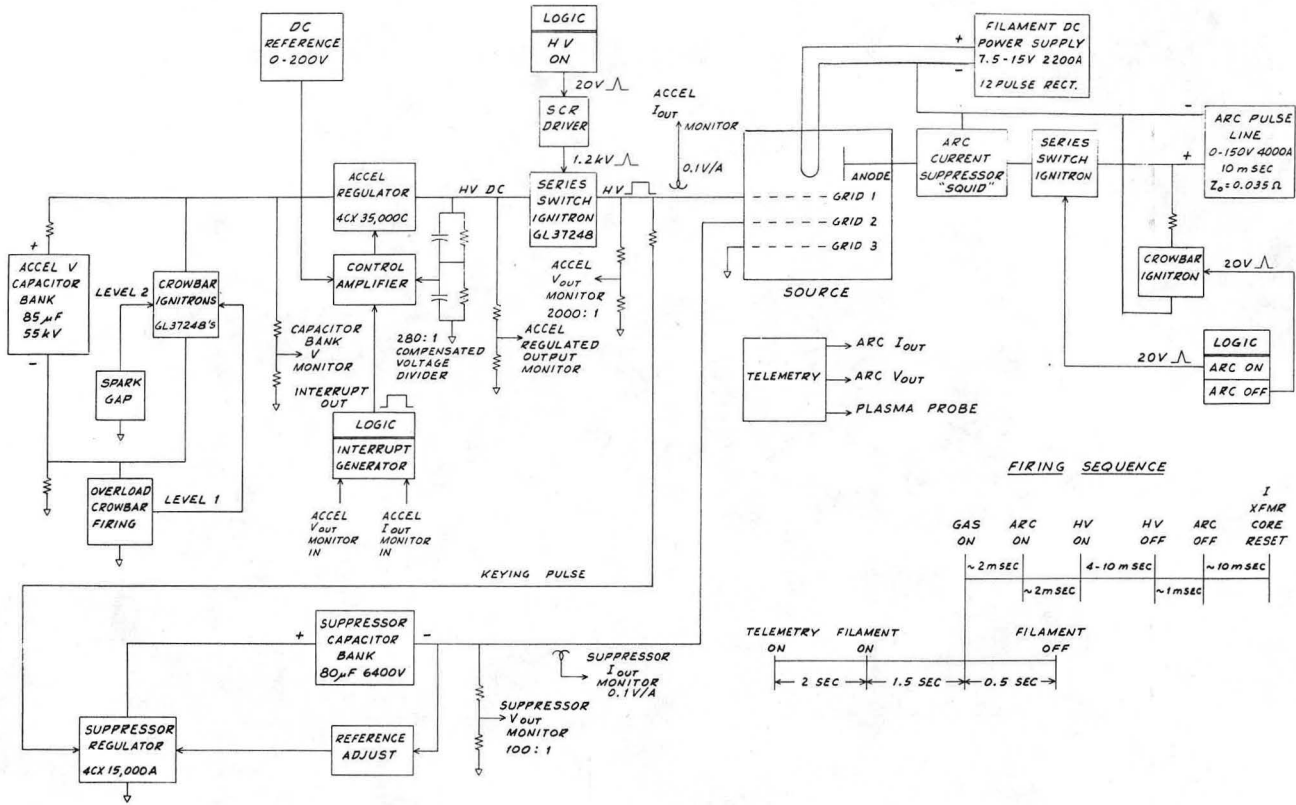 DC
REFERENCE
0-200V
LOGIC
HV
ON
20V
SCR
DRIVER
1.2kV
ACCEL
IOUT
MONITOR
0.1V/A
FILAMENT DC
POWER SUPPLY
7.5-15V 2200A
12 PULSE RECT.
+
-
ARC PULSE
LINE
0-150V 4000A
10 mSEC
Zo = 0.035 Ω
-
+
ACCEL
REGULATOR
4CX 35,000C
HV DC
SERIES
SWITCH
IGNITRON
GL37248
HV
ANODE
GRID 1
GRID 2
GRID 3
SOURCE
ARC
CURRENT
SUPPRESSOR
"SQUID"
SERIES
SWITCH
IGNITRON
CROWBAR
IGNITRON
20V
LOGIC
ARC ON
ARC OFF
20V
+
ACCEL V
CAPACITOR
BANK
85µF
55kV
-
LEVEL 2
CROWBAR
IGNITRONS
GL37248'S
CONTROL
AMPLIFIER
280:1
COMPENSATED
VOLTAGE
DIVIDER
ACCEL
VOUT
MONITOR
2000:1
CAPACITOR
BANK
V
MONITOR
ACCEL
REGULATED
OUTPUT
MONITOR
SPARK
GAP
INTERRUPT
OUT
LOGIC
INTERRUPT
GENERATOR
OVERLOAD
CROWBAR
FIRING
LEVEL 1
ACCEL
VOUT
MONITOR
IN
ACCEL
IOUT
MONITOR
IN
TELEMETRY
ARC IOUT
ARC VOUT
PLASMA PROBE
KEYING PULSE
+
SUPPRESSOR
CAPACITOR
BANK
80µF 6400V
-
SUPPRESSOR
IOUT
MONITOR
0.1V/A
SUPPRESSOR
VOUT
MONITOR
100:1
SUPPRESSOR
REGULATOR
4CX 15,000A
REFERENCE
ADJUST
FIRING SEQUENCE
GAS
ON
ARC
ON
HV
ON
HV
OFF
ARC
OFF
I
XFMR
CORE
RESET
~2mSEC
~2mSEC
4-10 mSEC
~1mSEC
~10mSEC
TELEMETRY
ON
FILAMENT
ON
FILAMENT
OFF
2 SEC
1.5 SEC
0.5 SEC